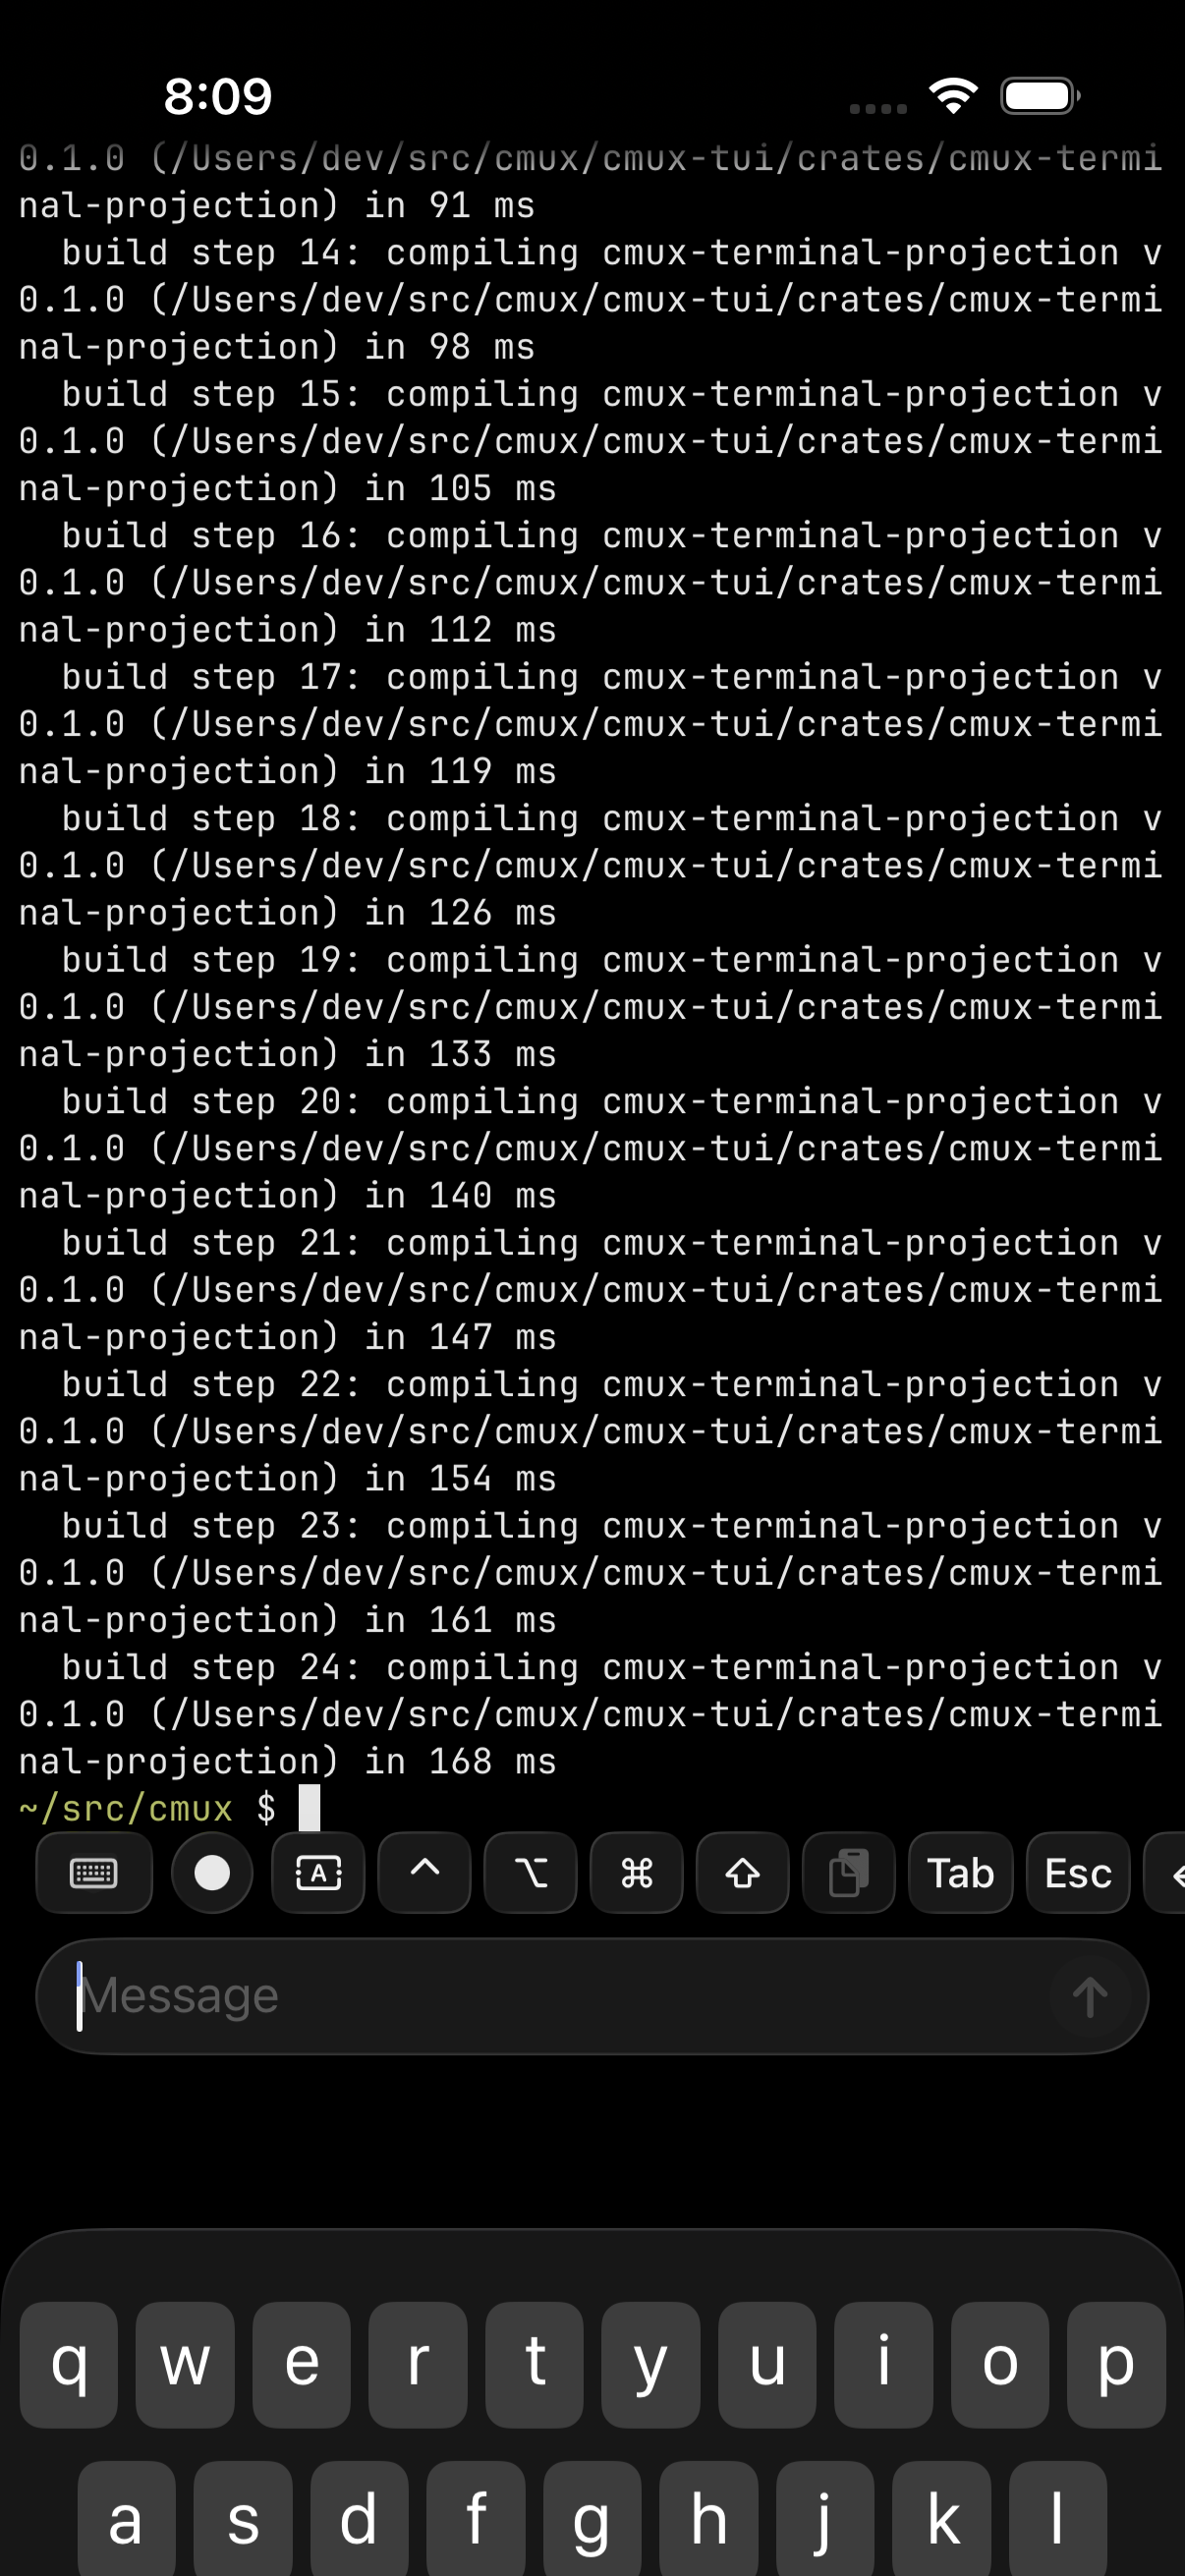 8:09
0.1.0 (/Users/dev/src/cmux/cmux-tui/crates/cmux-termi
nal-projection) in 91 ms
  build step 14: compiling cmux-terminal-projection v
0.1.0 (/Users/dev/src/cmux/cmux-tui/crates/cmux-termi
nal-projection) in 98 ms
  build step 15: compiling cmux-terminal-projection v
0.1.0 (/Users/dev/src/cmux/cmux-tui/crates/cmux-termi
nal-projection) in 105 ms
  build step 16: compiling cmux-terminal-projection v
0.1.0 (/Users/dev/src/cmux/cmux-tui/crates/cmux-termi
nal-projection) in 112 ms
  build step 17: compiling cmux-terminal-projection v
0.1.0 (/Users/dev/src/cmux/cmux-tui/crates/cmux-termi
nal-projection) in 119 ms
  build step 18: compiling cmux-terminal-projection v
0.1.0 (/Users/dev/src/cmux/cmux-tui/crates/cmux-termi
nal-projection) in 126 ms
  build step 19: compiling cmux-terminal-projection v
0.1.0 (/Users/dev/src/cmux/cmux-tui/crates/cmux-termi
nal-projection) in 133 ms
  build step 20: compiling cmux-terminal-projection v
0.1.0 (/Users/dev/src/cmux/cmux-tui/crates/cmux-termi
nal-projection) in 140 ms
  build step 21: compiling cmux-terminal-projection v
0.1.0 (/Users/dev/src/cmux/cmux-tui/crates/cmux-termi
nal-projection) in 147 ms
  build step 22: compiling cmux-terminal-projection v
0.1.0 (/Users/dev/src/cmux/cmux-tui/crates/cmux-termi
nal-projection) in 154 ms
  build step 23: compiling cmux-terminal-projection v
0.1.0 (/Users/dev/src/cmux/cmux-tui/crates/cmux-termi
nal-projection) in 161 ms
  build step 24: compiling cmux-terminal-projection v
0.1.0 (/Users/dev/src/cmux/cmux-tui/crates/cmux-termi
nal-projection) in 168 ms
~/src/cmux $
A ^ ⌥ ⌘ ⇧ Tab Esc
Message
q w e r t y u i o p
a s d f g h j k l